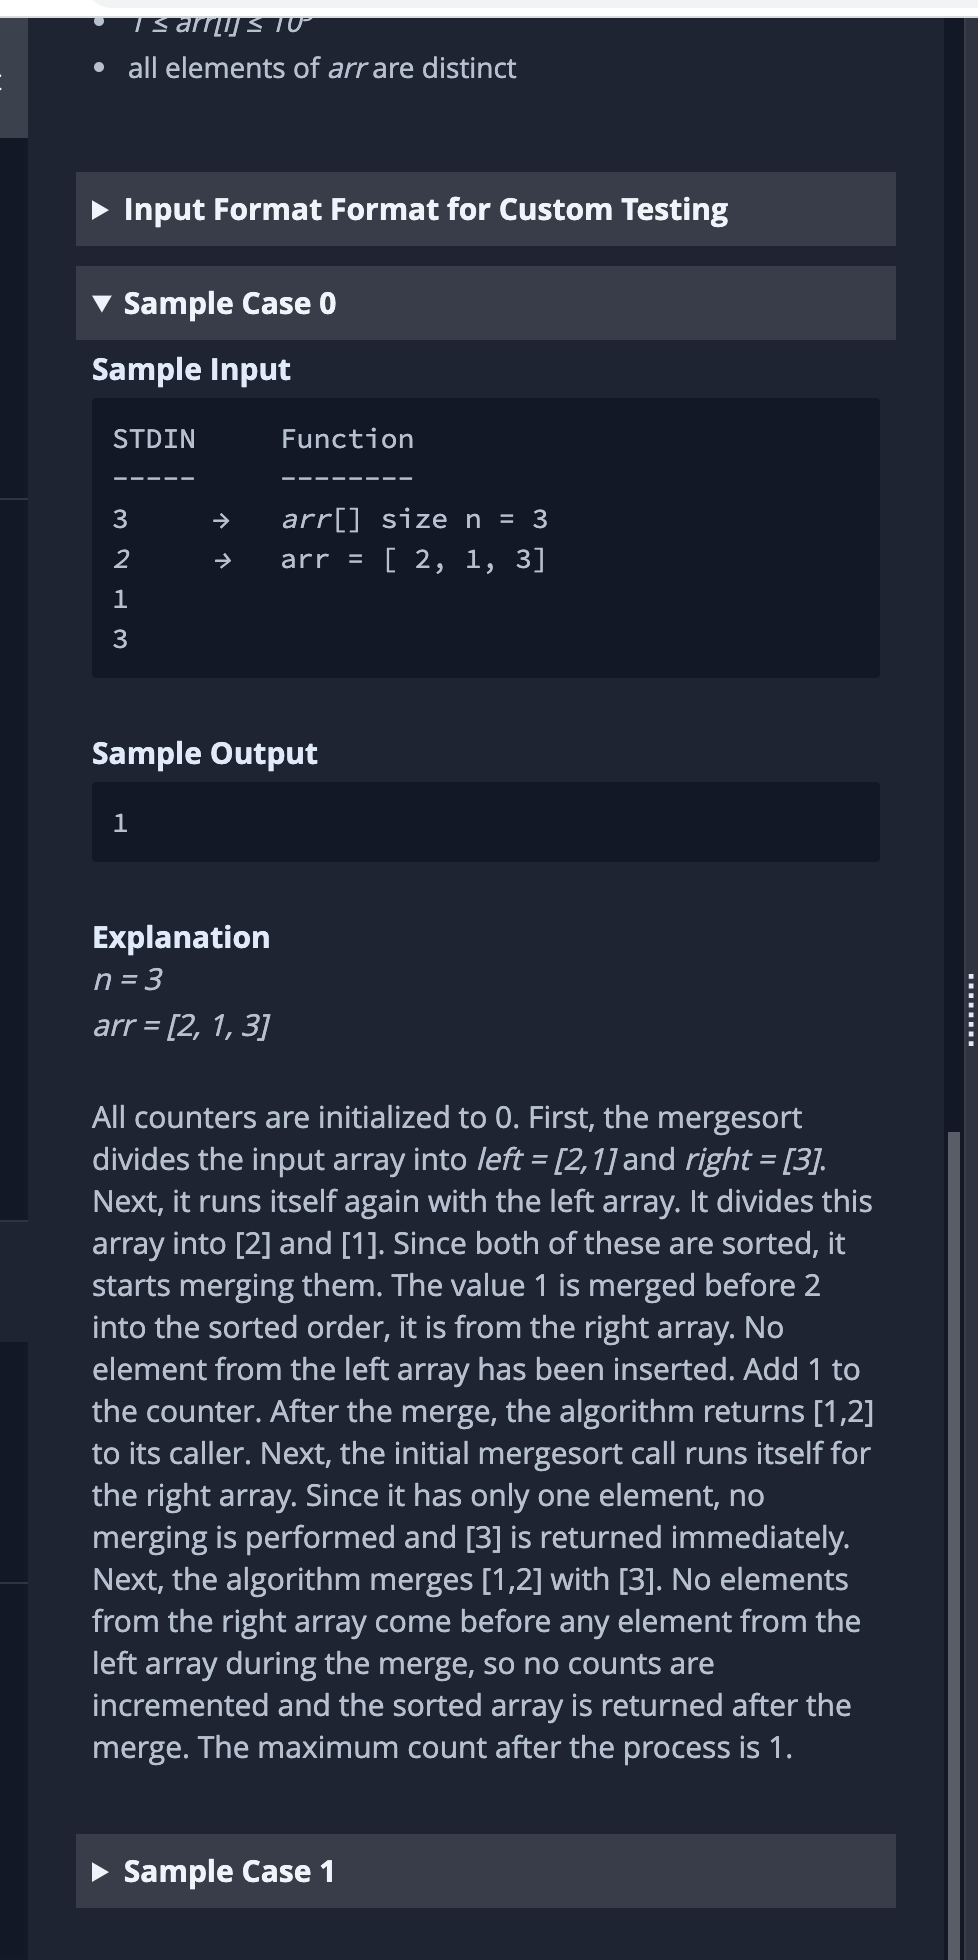 • 1 ≤ arr[i] ≤ 10
• all elements of arr are distinct
▶ Input Format Format for Custom Testing
▼ Sample Case 0
Sample Input
STDIN Function
----- --------
3 → arr[] size n = 3
2 → arr = [ 2, 1, 3]
1
3
Sample Output
1
Explanation
n = 3
arr = [2, 1, 3]
All counters are initialized to 0. First, the mergesort
divides the input array into left = [2,1] and right = [3].
Next, it runs itself again with the left array. It divides this
array into [2] and [1]. Since both of these are sorted, it
starts merging them. The value 1 is merged before 2
into the sorted order, it is from the right array. No
element from the left array has been inserted. Add 1 to
the counter. After the merge, the algorithm returns [1,2]
to its caller. Next, the initial mergesort call runs itself for
the right array. Since it has only one element, no
merging is performed and [3] is returned immediately.
Next, the algorithm merges [1,2] with [3]. No elements
from the right array come before any element from the
left array during the merge, so no counts are
incremented and the sorted array is returned after the
merge. The maximum count after the process is 1.
▶ Sample Case 1